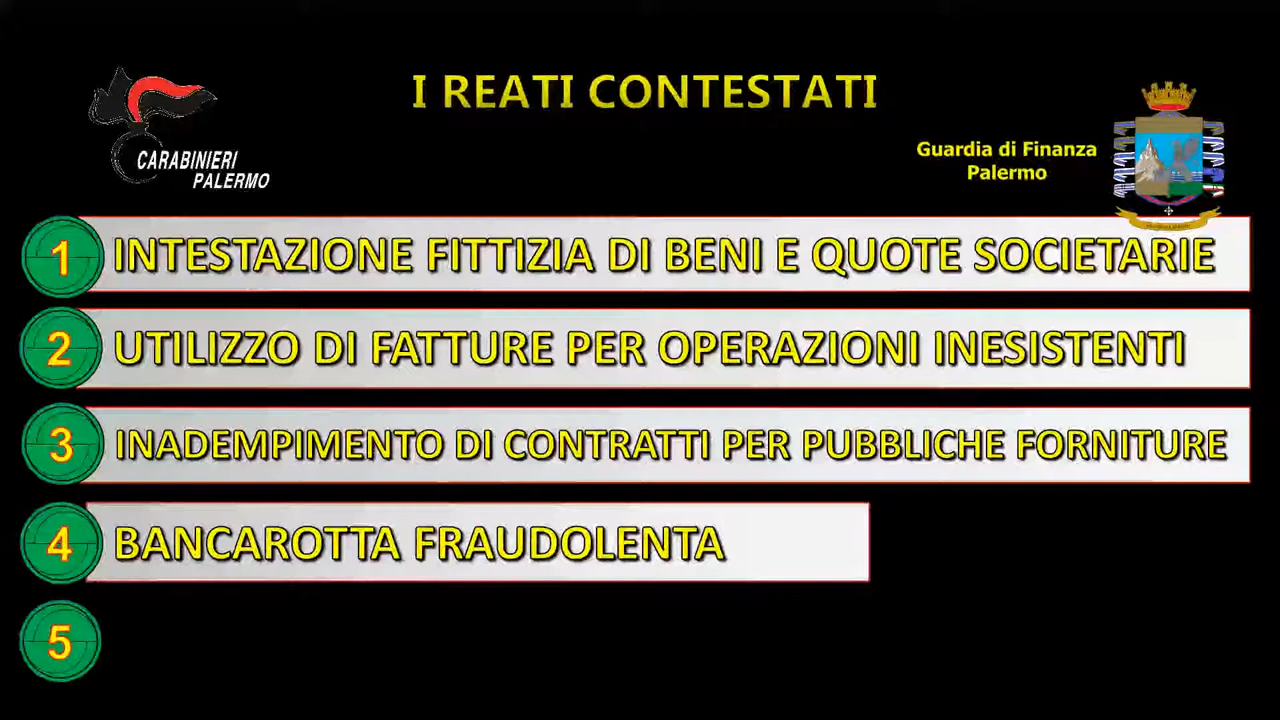 I REATI CONTESTATI
CARABINIERI
PALERMO
Guardia di Finanza
Palermo
1 INTESTAZIONE FITTIZIA DI BENI E QUOTE SOCIETARIE
2 UTILIZZO DI FATTURE PER OPERAZIONI INESISTENTI
3 INADEMPIMENTO DI CONTRATTI PER PUBBLICHE FORNITURE
4 BANCAROTTA FRAUDOLENTA
5